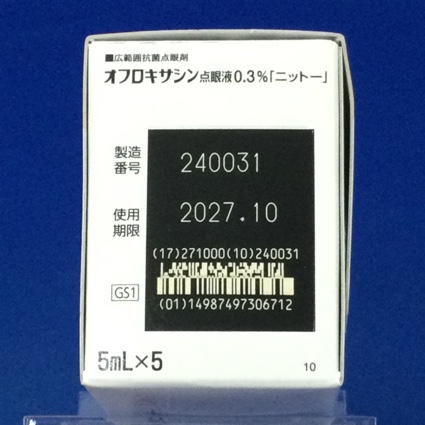 ■広範囲抗菌点眼剤
オフロキサシン点眼液0.3%「ニットー」
製造番号 240031
使用期限 2027.10
(17)271000(10)240031
GS1
(01)14987497306712
5mL×5
10